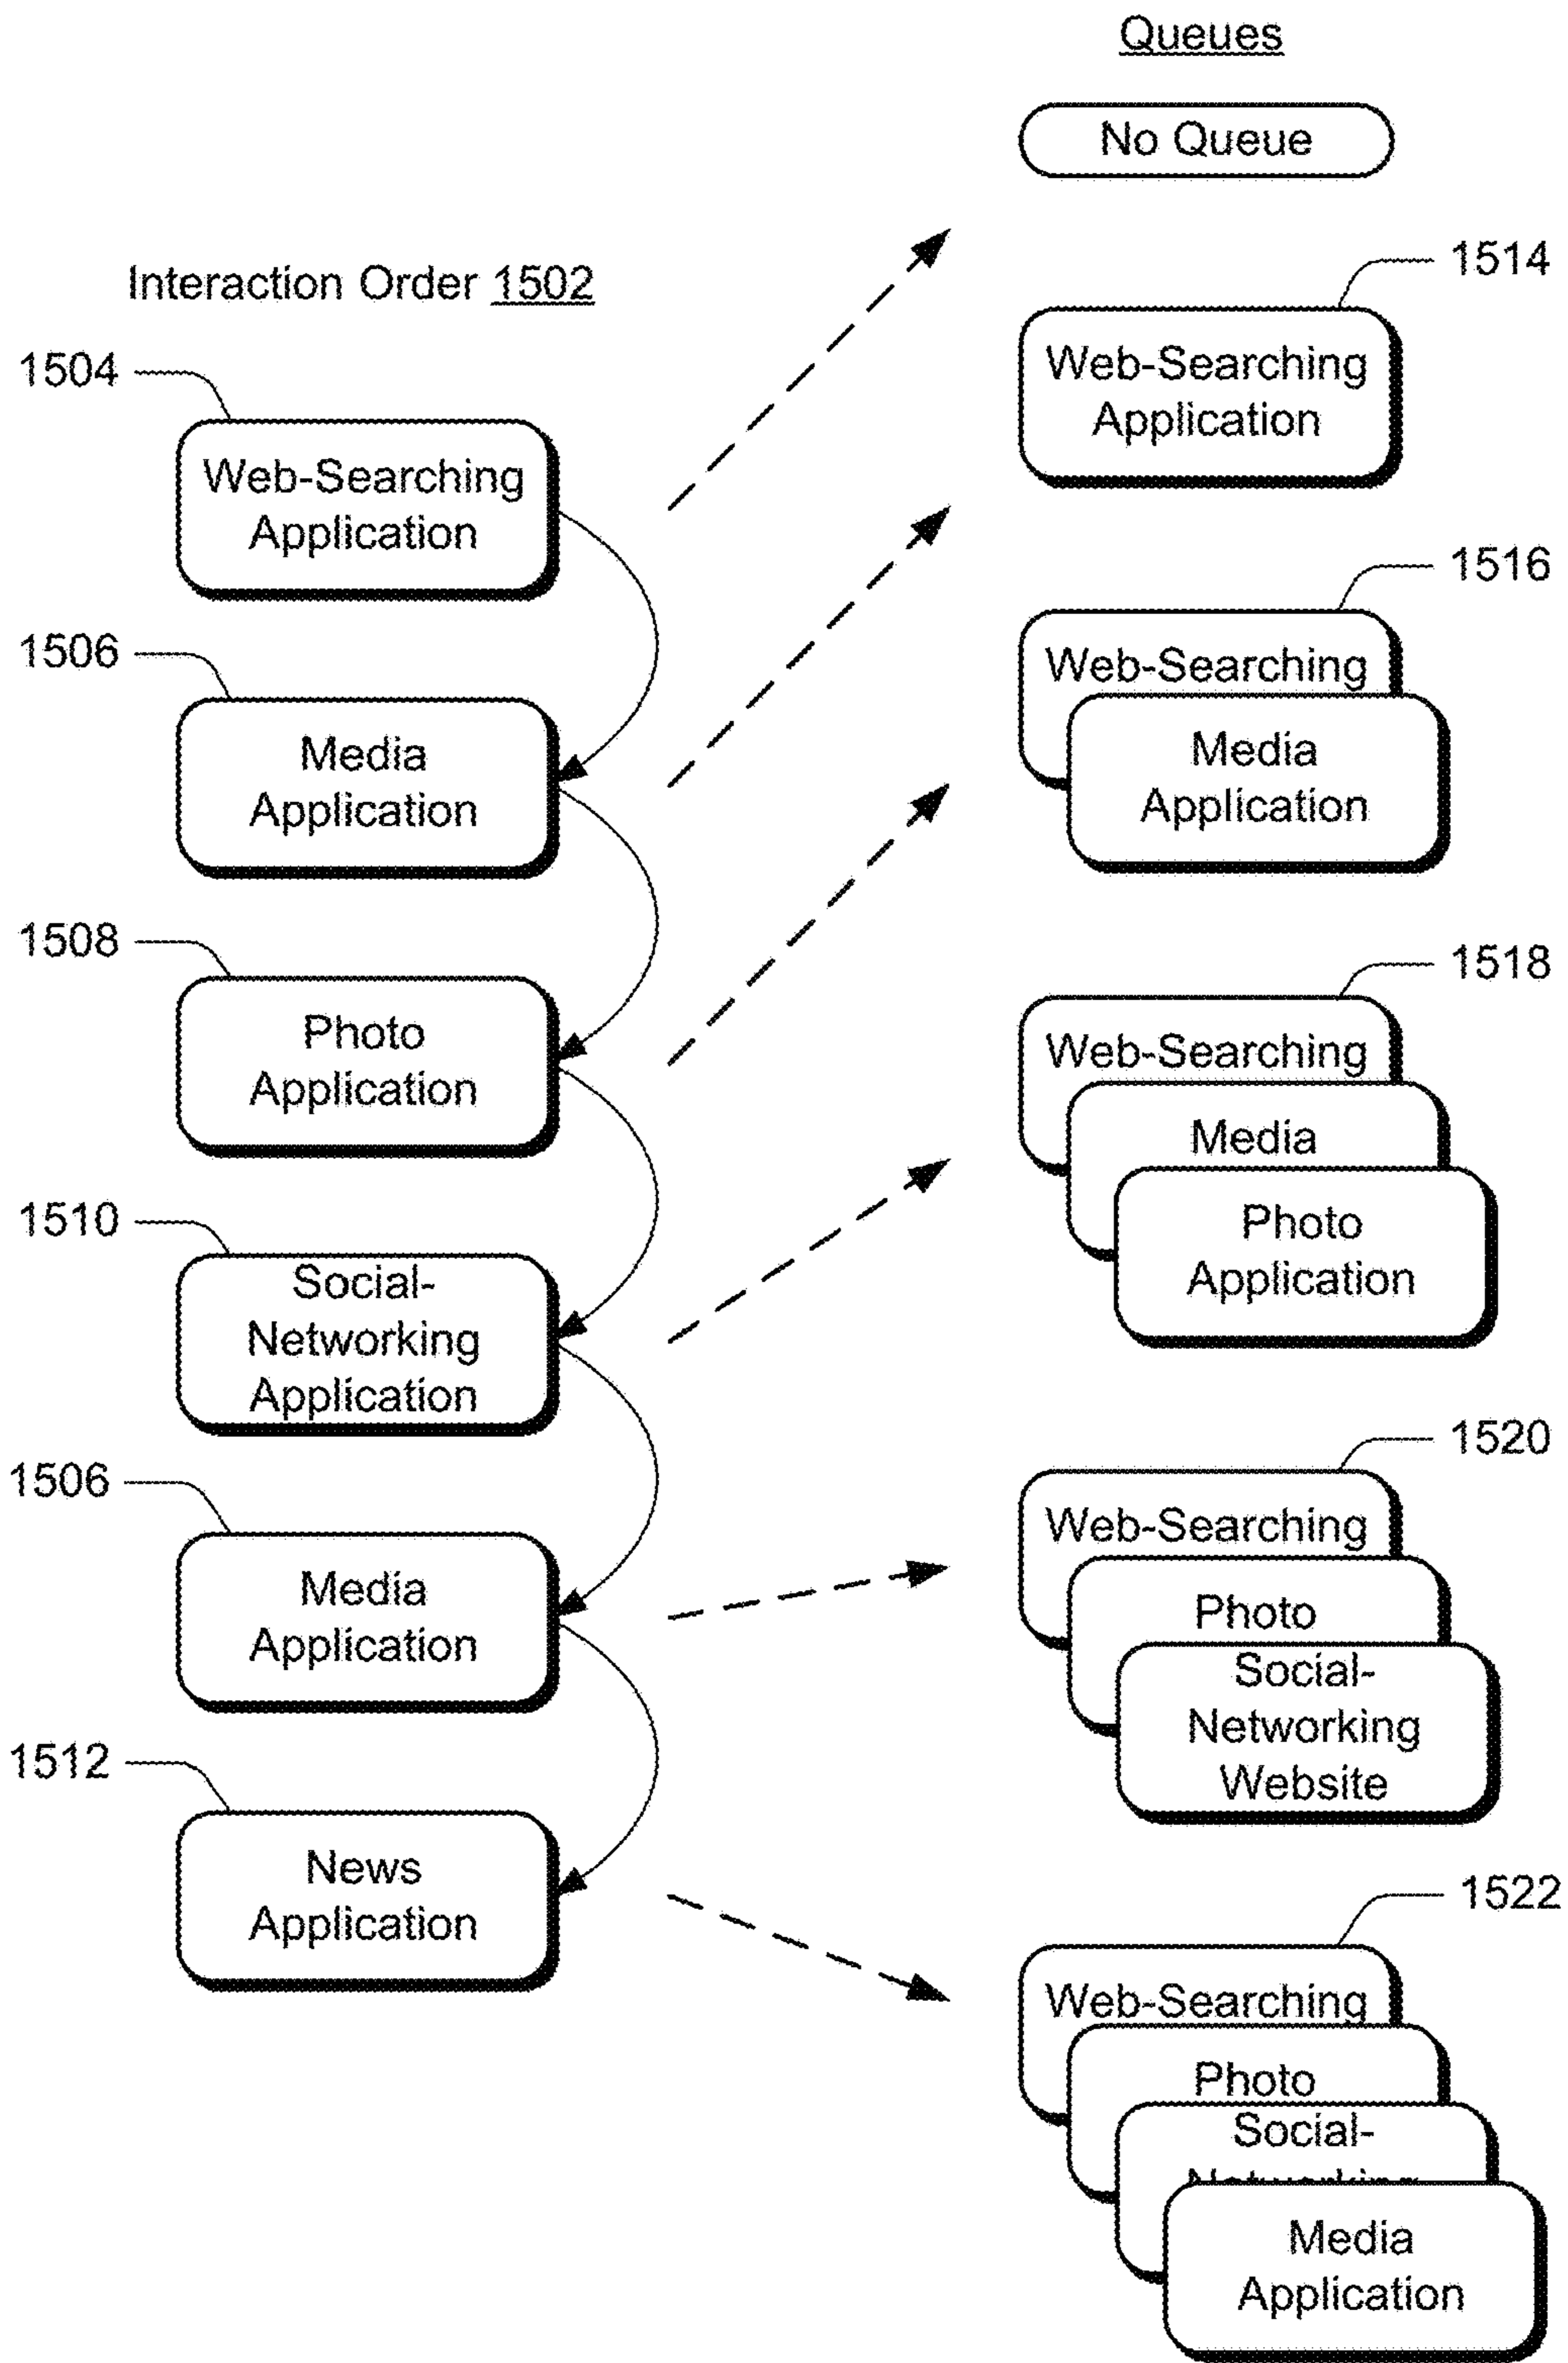 Queues
No Queue
Interaction Order 1502
1504
Web-Searching
Application
1506
Media
Application
1508
Photo
Application
1510
Social-
Networking
Application
1506
Media
Application
1512
News
Application
1514
Web-Searching
Application
1516
Web-Searching
Media
Application
1518
Web-Searching
Media
Photo
Application
1520
Web-Searching
Photo
Social-
Networking
Website
1522
Web-Searching
Photo
Social-
Networking
Media
Application